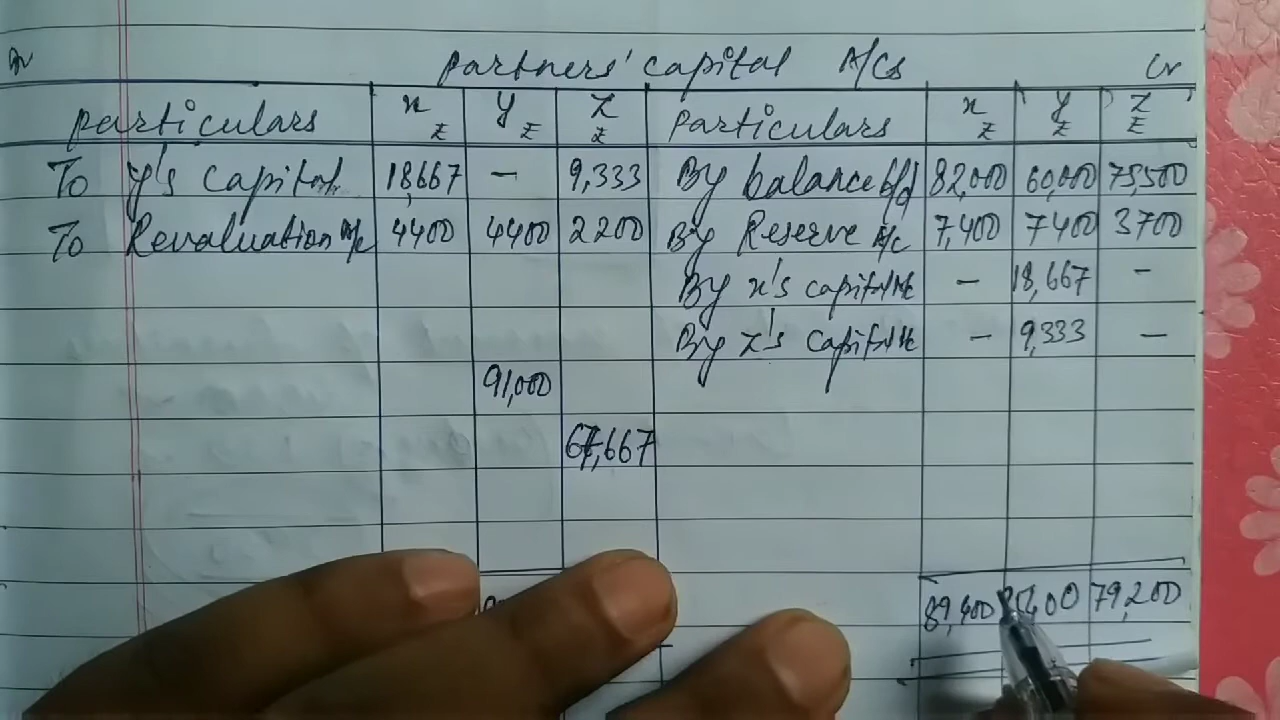 Dr Partners' capital A/cs Cr
particulars x y z Particulars x y z
z z z z z z
To y's capital 18,667 - 9,333 By balance b/d 82,000 60,000 75,500
To Revaluation A/c 4400 4400 2200 By Reserve A/c 7,400 7400 3700
By x's capital A/c - 18,667 -
By z's capital A/c - 9,333 -
91,000
67,667
89,400 79,200